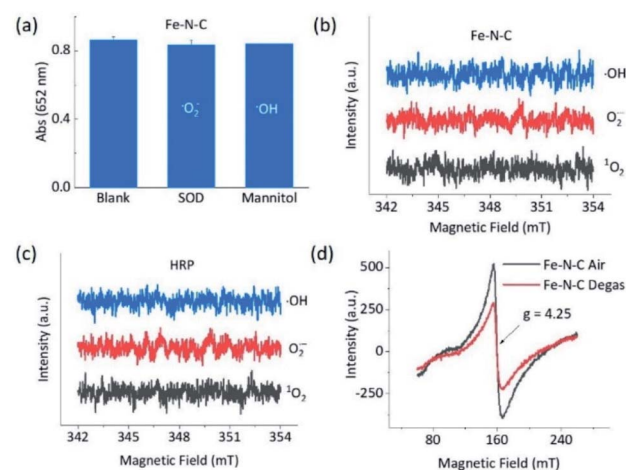 (a)
Fe-N-C
Abs (652 nm)
0.8
0.4
0.0
·O₂⁻
·OH
Blank
SOD
Mannitol
(b)
Fe-N-C
Intensity (a.u.)
·OH
O₂·⁻
¹O₂
342 345 348 351 354
Magnetic Field (mT)
(c)
HRP
Intensity (a.u.)
·OH
O₂·⁻
¹O₂
342 345 348 351 354
Magnetic Field (mT)
(d)
Intensity (a.u.)
500
250
0
-250
Fe-N-C Air
Fe-N-C Degas
g = 4.25
80 160 240
Magnetic Field (mT)